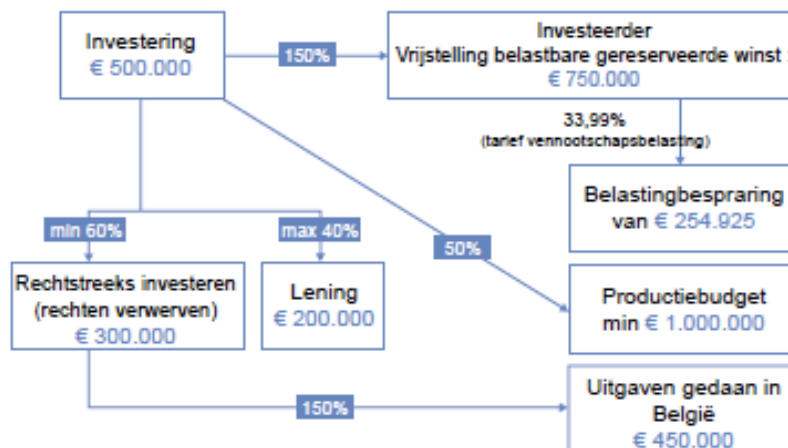 Investering
€ 500.000
150%
Investeerder
Vrijstelling belastbare gereserveerde winst :
€ 750.000
33,99%
(tarief vennootschapsbelasting)
Belastingbespraring
van € 254.925
min 60%
max 40%
50%
Rechtstreeks investeren
(rechten verwerven)
€ 300.000
Lening
€ 200.000
Productiebudget
min € 1.000.000
150%
Uitgaven gedaan in
België
€ 450.000